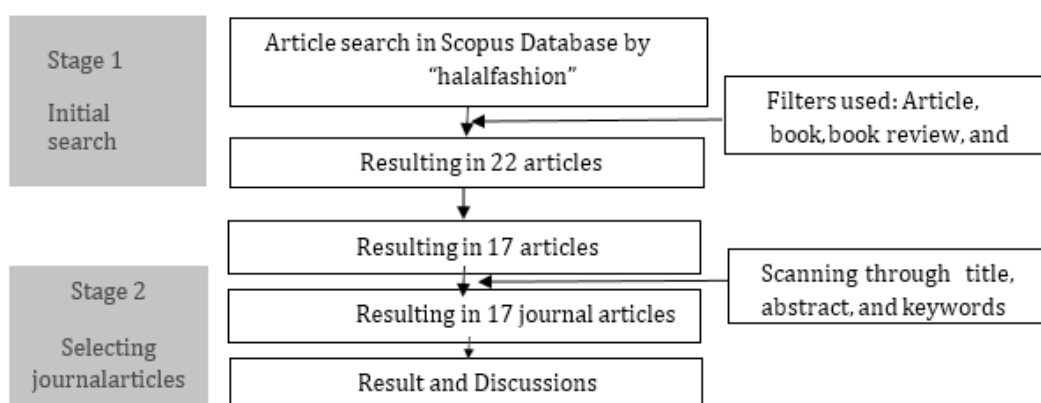 Stage 1
Initial
search
Article search in Scopus Database by
"halalfashion"
Filters used: Article,
book,book review, and
Resulting in 22 articles
Resulting in 17 articles
Stage 2
Selecting
journalarticles
Scanning through title,
abstract, and keywords
Resulting in 17 journal articles
Result and Discussions